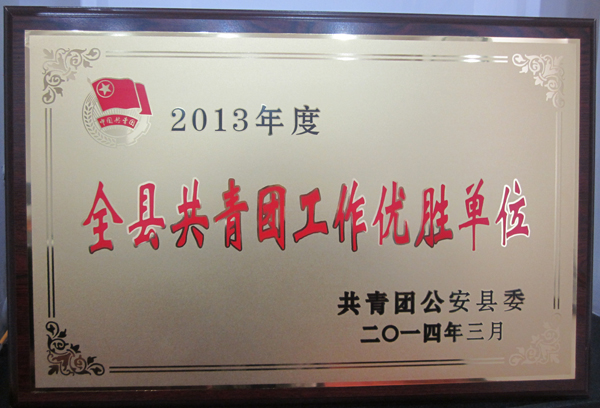 中国共青团
2013年度
全县共青团工作优胜单位
共青团公安县委
二〇一四年三月